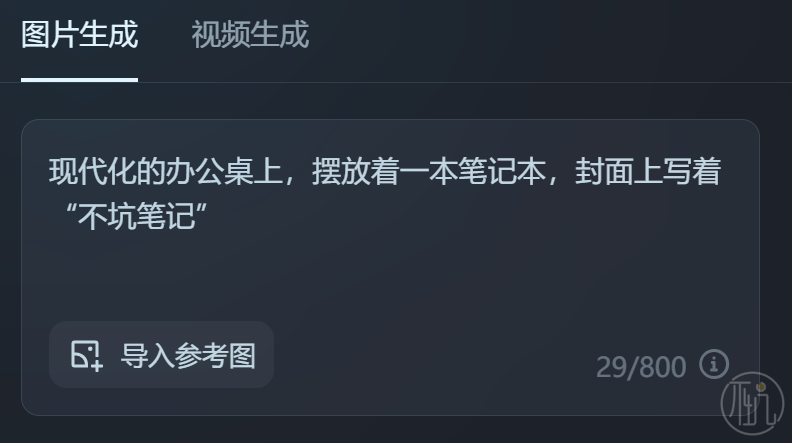 图片生成 视频生成
现代化的办公桌上，摆放着一本笔记本，封面上写着
“不坑笔记”
导入参考图
29/800